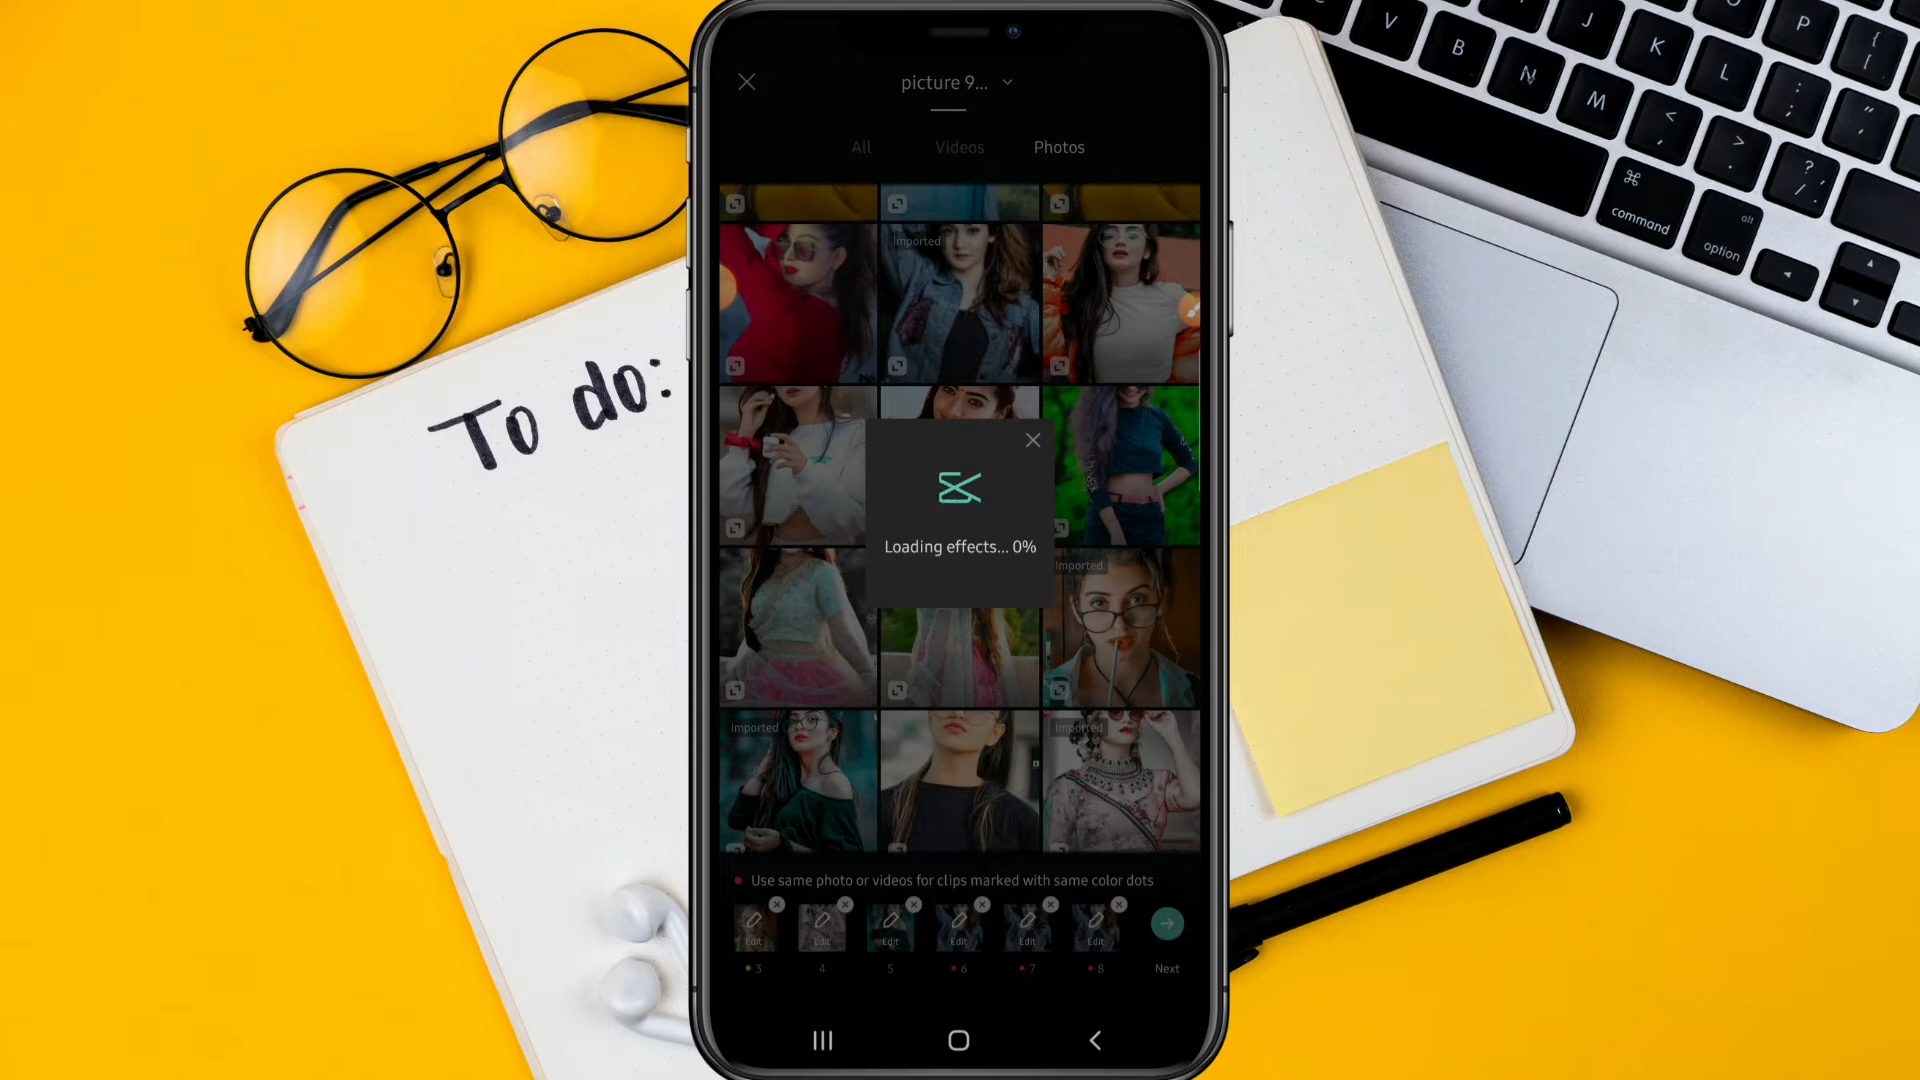 picture 9...
All Videos Photos
Imported
Loading effects... 0%
Imported
Imported
Imported
Use same photo or videos for clips marked with same color dots
Edit Edit Edit Edit Edit Edit
3 4 5 6 7 8 Next
To do:
V B N M J K L O P
< , > . ? / : ; " ' { [ } ]
⌘
command
alt
option